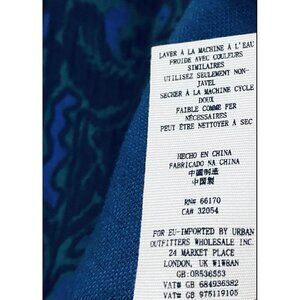 LAVER À LA MACHINE À L'EAU
FROIDE AVEC COULEURS
SIMILAIRES
UTILISEZ SEULEMENT NON-
JAVEL
SECHER À LA MACHINE CYCLE
DOUX
FAIBLE COMME FER
NÉCESSAIRES
PEUT ÊTRE NETTOYER À SEC
HECHO EN CHINA
FABRICADO NA CHINA
中國制造
中国製
RN# 66170
CA# 32054
FOR EU-IMPORTED BY URBAN
OUTFITTERS WHOLESALE INC.
24 MARKET PLACE
LONDON, UK W1W8AN
GB:08536553
VAT# GB 684936382
VAT# GB 975119105